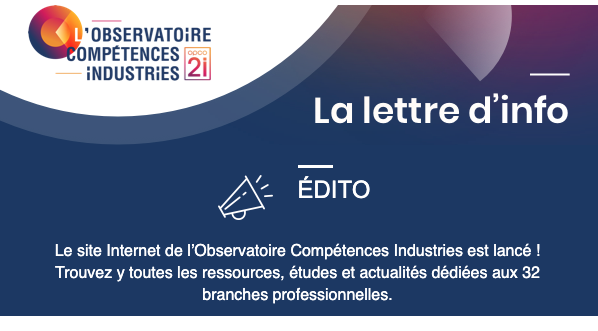 L'OBSERVATOIRE
COMPÉTENCES
INDUSTRIES
opco
2i
La lettre d'info
ÉDITO
Le site Internet de l'Observatoire Compétences Industries est lancé !
Trouvez y toutes les ressources, études et actualités dédiées aux 32
branches professionnelles.